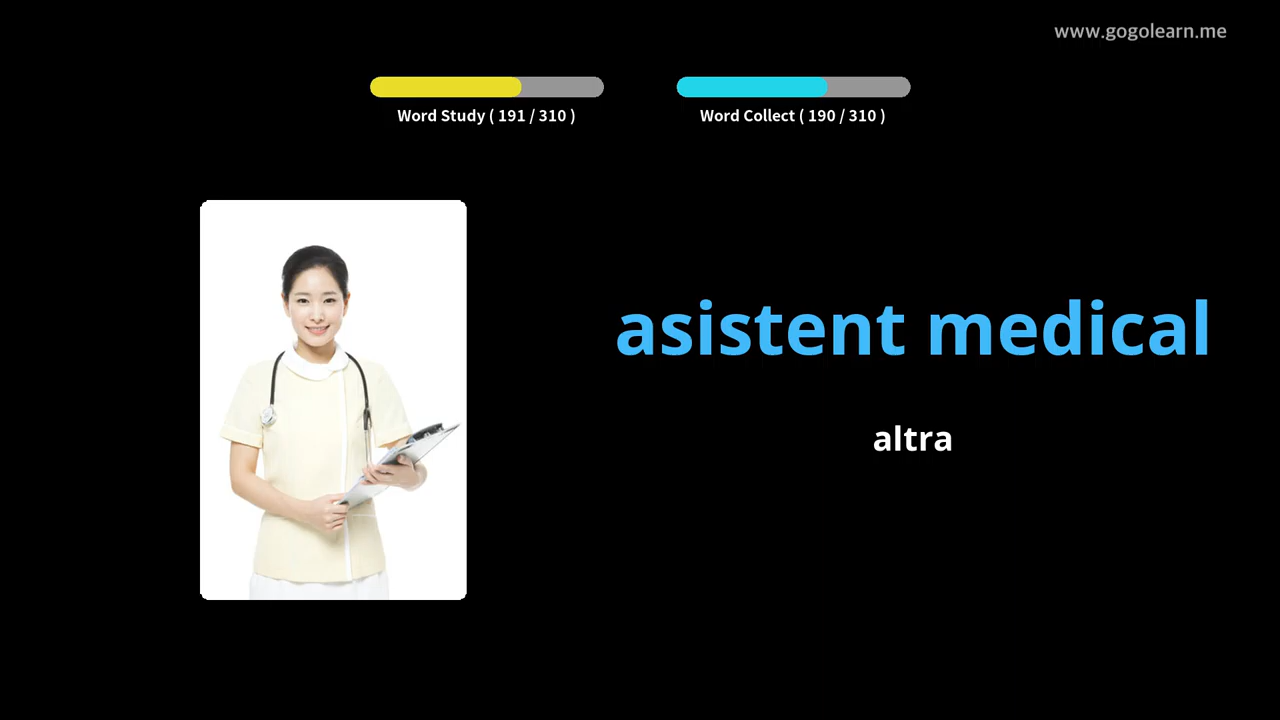 www.gogolearn.me
Word Study ( 191 / 310 )
Word Collect ( 190 / 310 )
asistent medical
altra